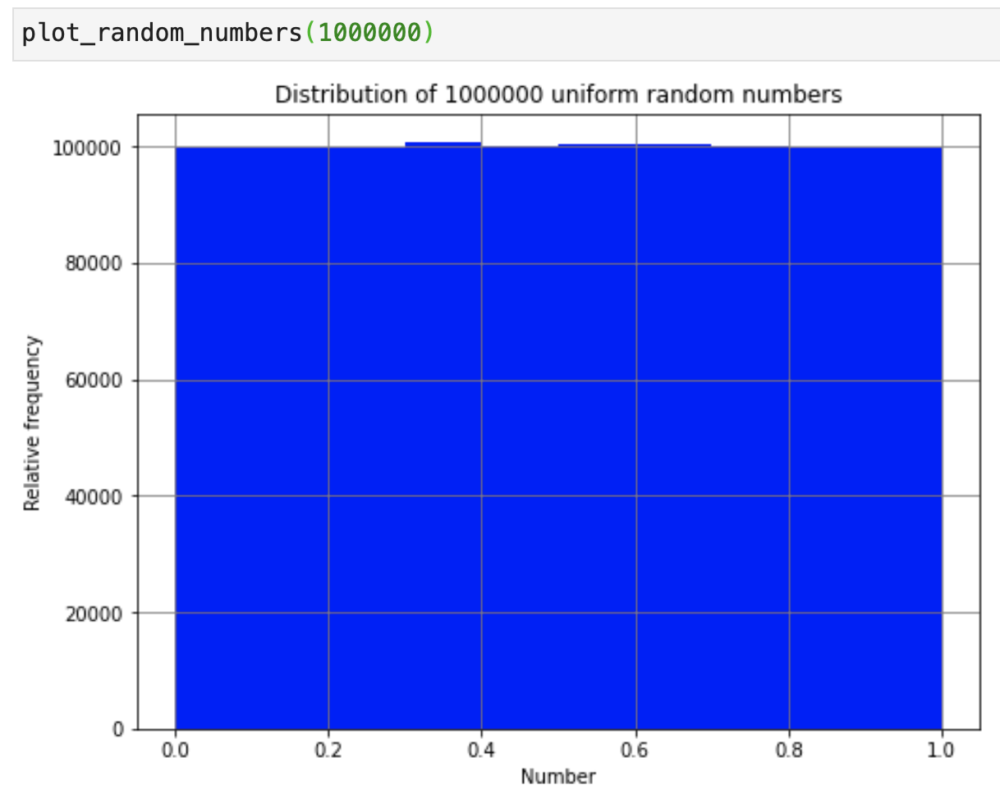 plot_random_numbers(1000000)
Distribution of 1000000 uniform random numbers
100000
80000
60000
40000
20000
0
Relative frequency
0.0 0.2 0.4 0.6 0.8 1.0
Number